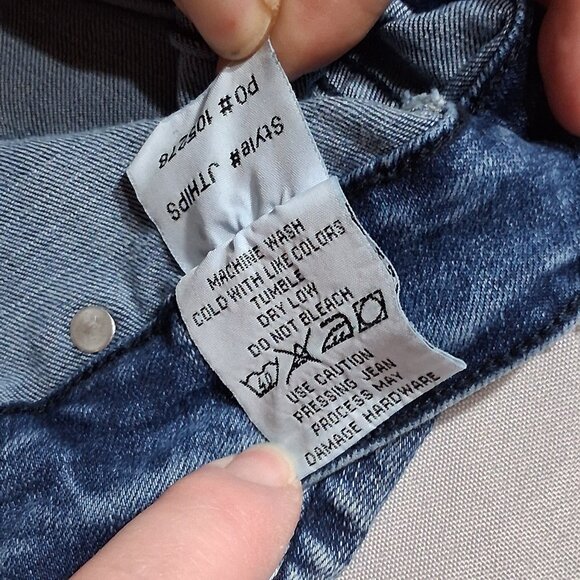 PO# 105278
Style# JTHIPS
MACHINE WASH
COLD WITH LIKE COLORS
TUMBLE
DRY LOW
DO NOT BLEACH
40
USE CAUTION
PRESSING JEAN
PROCESS MAY
DAMAGE HARDWARE